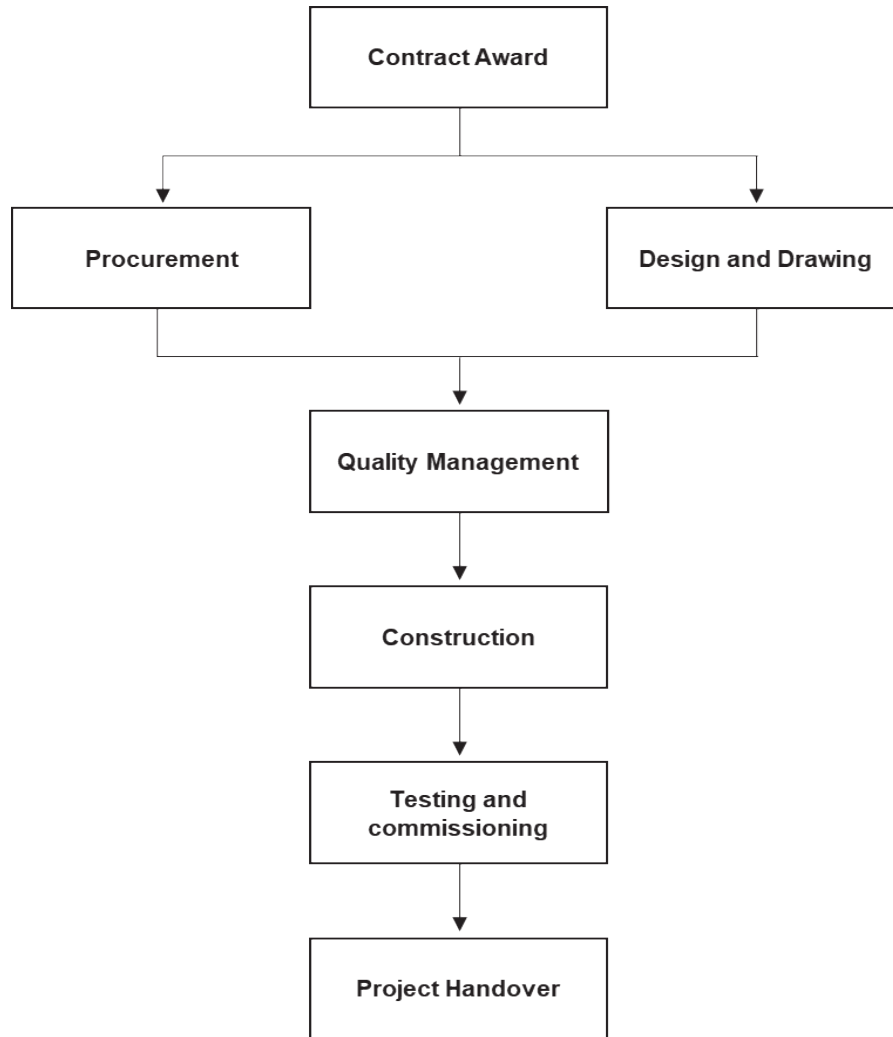 Contract Award
Procurement
Design and Drawing
Quality Management
Construction
Testing and
commissioning
Project Handover